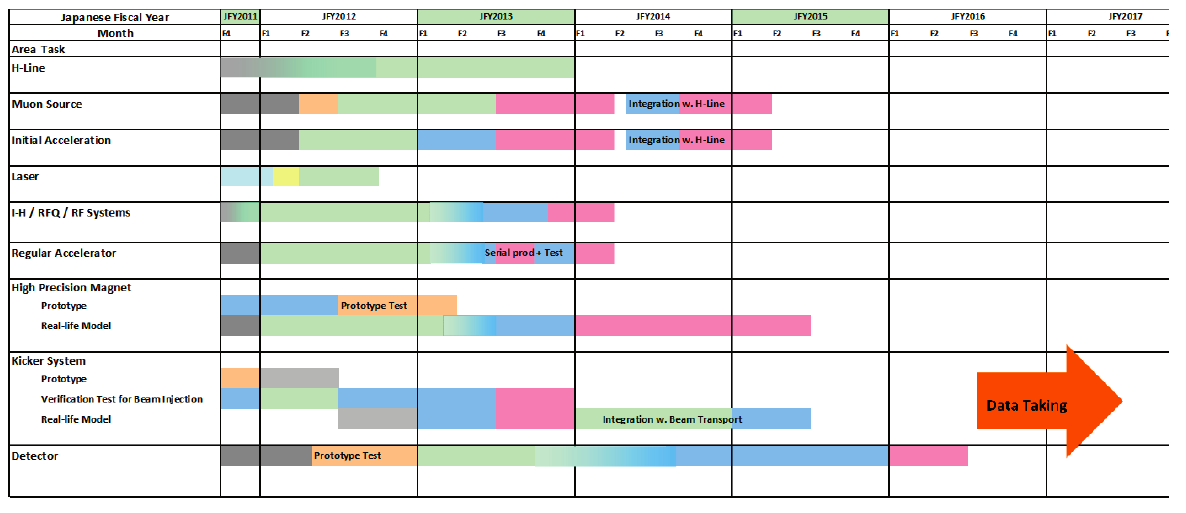 Japanese Fiscal Year JFY2011 JFY2012 JFY2013 JFY2014 JFY2015 JFY2016 JFY2017
Month F4 F1 F2 F3 F4 F1 F2 F3 F4 F1 F2 F3 F4 F1 F2 F3 F4 F1 F2 F3 F4 F1 F2 F3
Area Task
H-Line
Muon Source Integration w. H-Line
Initial Acceleration Integration w. H-Line
Laser
I-H / RFQ / RF Systems
Regular Accelerator Serial prod + Test
High Precision Magnet
Prototype Prototype Test
Real-life Model
Kicker System
Prototype
Verification Test for Beam Injection
Data Taking
Real-life Model Integration w. Beam Transport
Detector Prototype Test